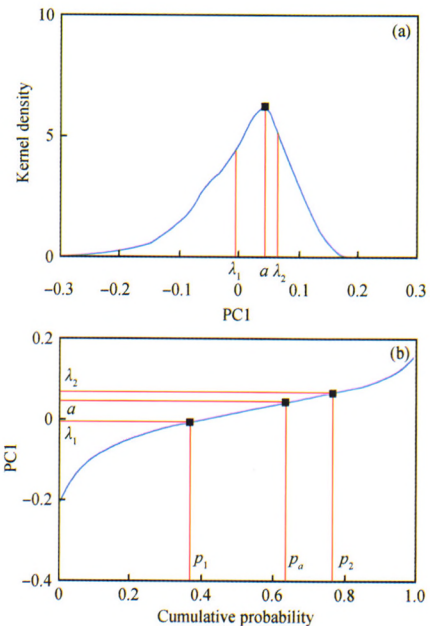 10
(a)
Kernel density
5
0
λ₁ a λ₂
−0.3 −0.1 0 0.1 0.2 0.3
PC1
0.2
(b)
λ₂
a
0
λ₁
PC1
−0.2
−0.4
p₁ pₐ p₂
0 0.2 0.4 0.6 0.8 1.0
Cumulative probability